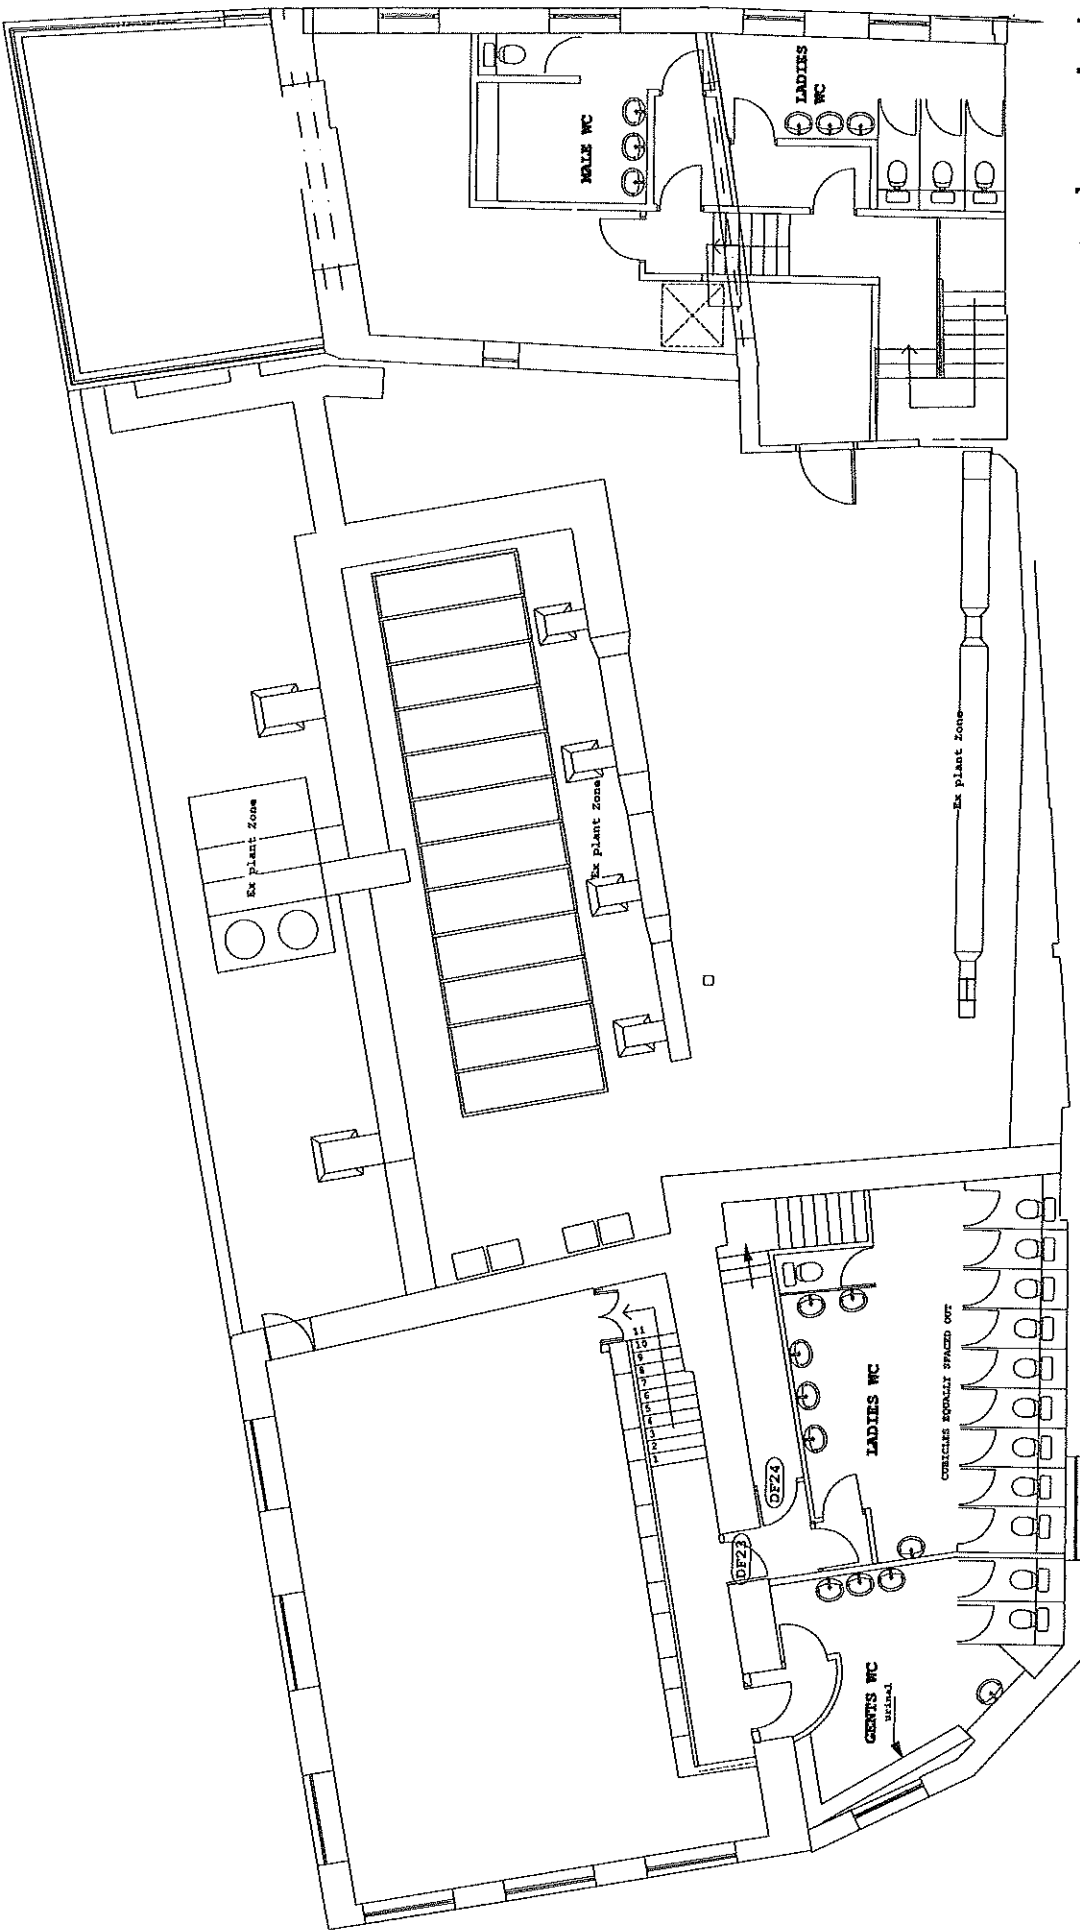 MALE WC
LADIES
WC
Ex plant Zone
Ex plant Zone
Ex plant Zone
11
10
9
8
7
6
5
4
3
2
1
DF24
DF23
LADIES WC
CUBICLES EQUALLY SPACED OUT
GENTS WC
urinal